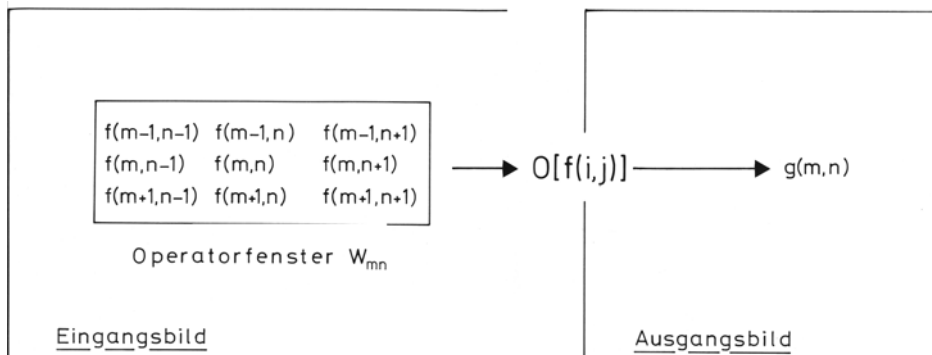 f(m-1,n-1) f(m-1,n) f(m-1,n+1)
f(m,n-1) f(m,n) f(m,n+1)
f(m+1,n-1) f(m+1,n) f(m+1,n+1)
O[f(i,j)]
g(m,n)
Operatorfenster Wmn
Eingangsbild
Ausgangsbild